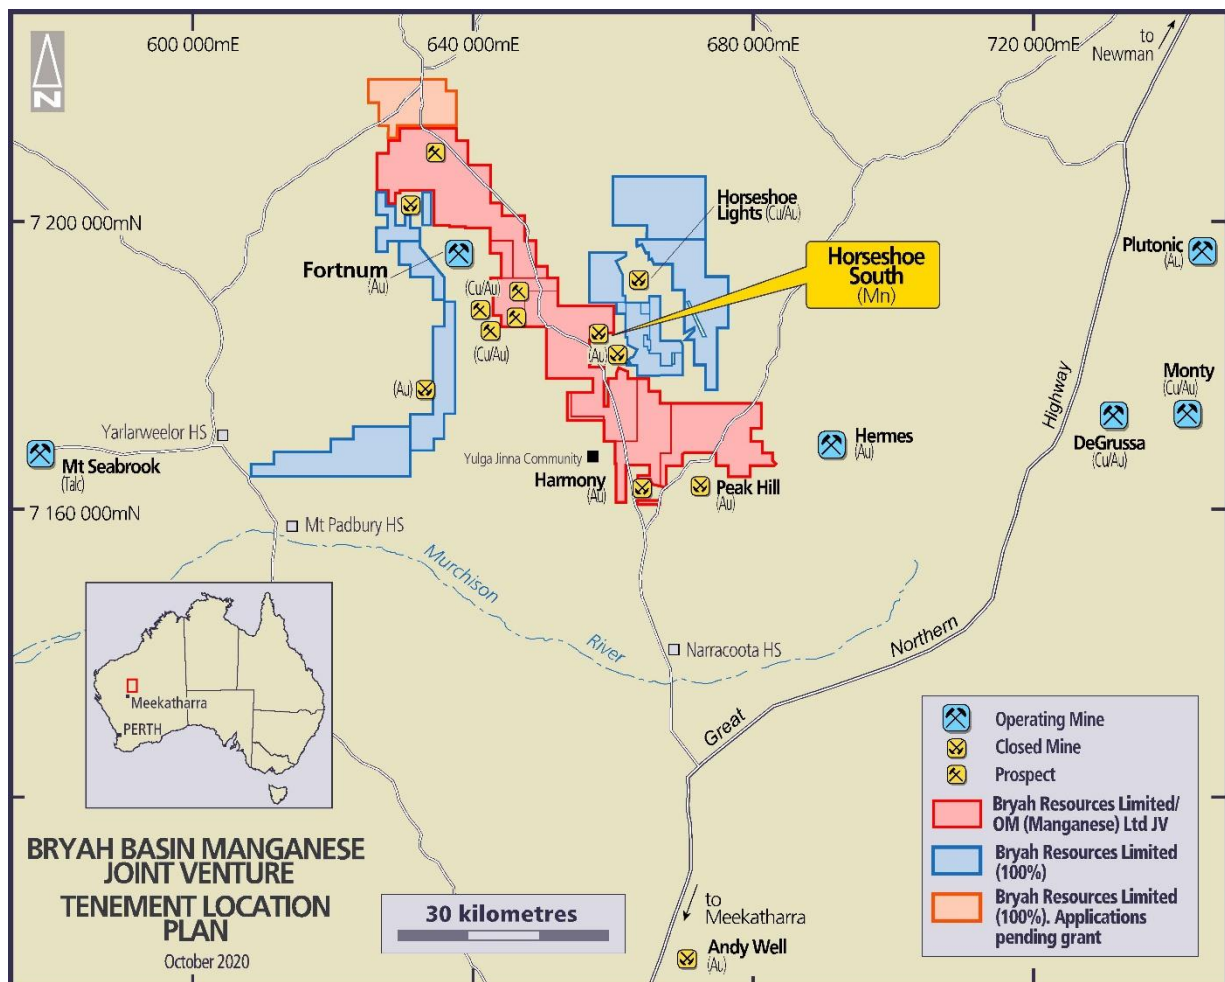 600 000mE
640 000mE
680 000mE
720 000mE
to
Newman
N
7 200 000mN
Horseshoe
Lights (Cu/Au)
Horseshoe
South
(Mn)
Plutonic
(Au)
Fortnum
(Au)
(Cu/Au)
(Cu/Au)
(Au)
(Au)
Highway
Monty
(Cu/Au)
Yarlarweelor HS
Mt Seabrook
(Talc)
Yulga Jinna Community
Harmony
(Au)
Peak Hill
(Au)
Hermes
(Au)
DeGrussa
(Cu/Au)
7 160 000mN
Mt Padbury HS
Murchison
River
Narracoota HS
Northern
Great
Meekatharra
PERTH
Operating Mine
Closed Mine
Prospect
Bryah Resources Limited/
OM (Manganese) Ltd JV
Bryah Resources Limited
(100%)
Bryah Resources Limited
(100%). Applications
pending grant
BRYAH BASIN MANGANESE
JOINT VENTURE
TENEMENT LOCATION
PLAN
October 2020
30 kilometres
to
Meekatharra
Andy Well
(Au)